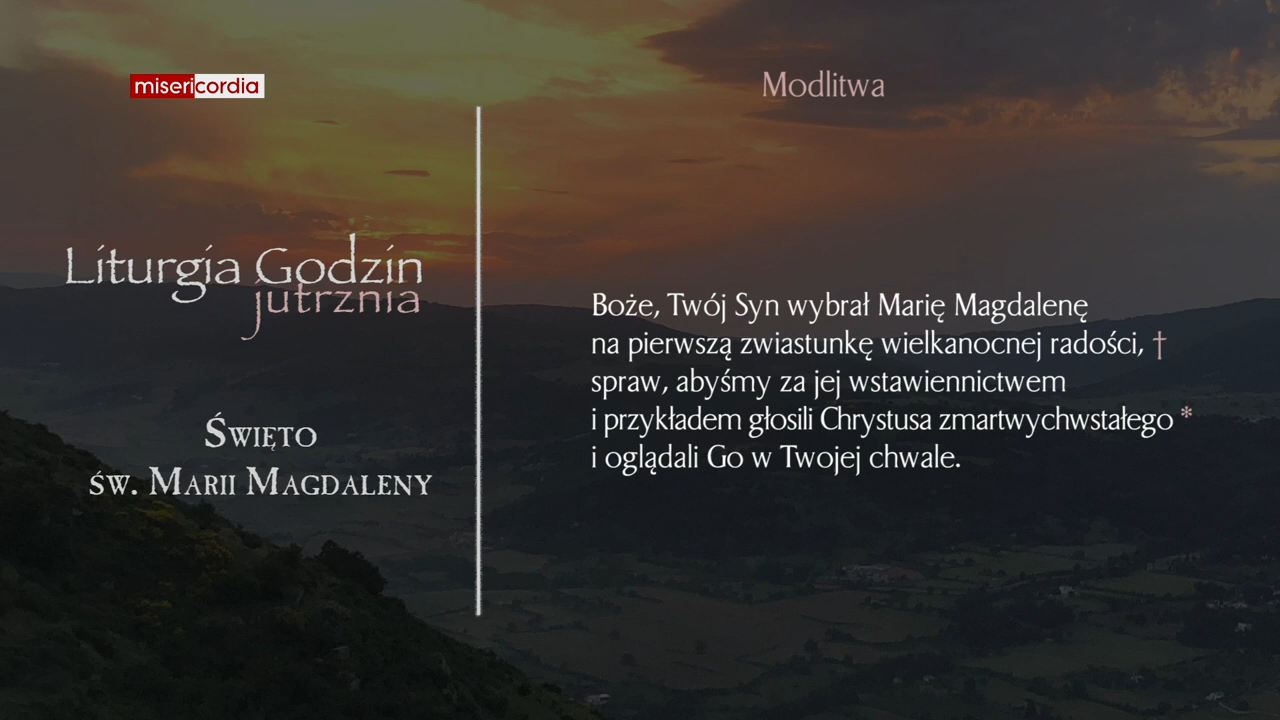 misericordia
Liturgia Godzin
jutrznia
Święto
św. Marii Magdaleny
Modlitwa
Boże, Twój Syn wybrał Marię Magdalenę
na pierwszą zwiastunkę wielkanocnej radości, †
spraw, abyśmy za jej wstawiennictwem
i przykładem głosili Chrystusa zmartwychwstałego *
i oglądali Go w Twojej chwale.